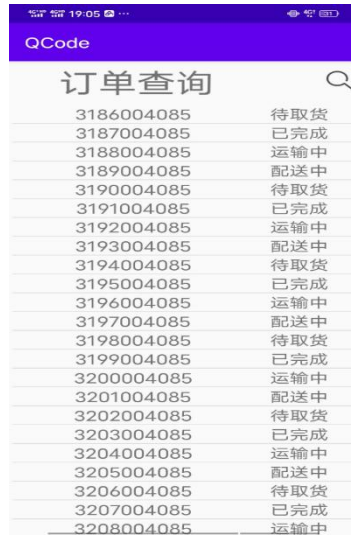 19:05
QCode
订单查询
3186004085 待取货
3187004085 已完成
3188004085 运输中
3189004085 配送中
3190004085 待取货
3191004085 已完成
3192004085 运输中
3193004085 配送中
3194004085 待取货
3195004085 已完成
3196004085 运输中
3197004085 配送中
3198004085 待取货
3199004085 已完成
3200004085 运输中
3201004085 配送中
3202004085 待取货
3203004085 已完成
3204004085 运输中
3205004085 配送中
3206004085 待取货
3207004085 已完成
3208004085 运输中